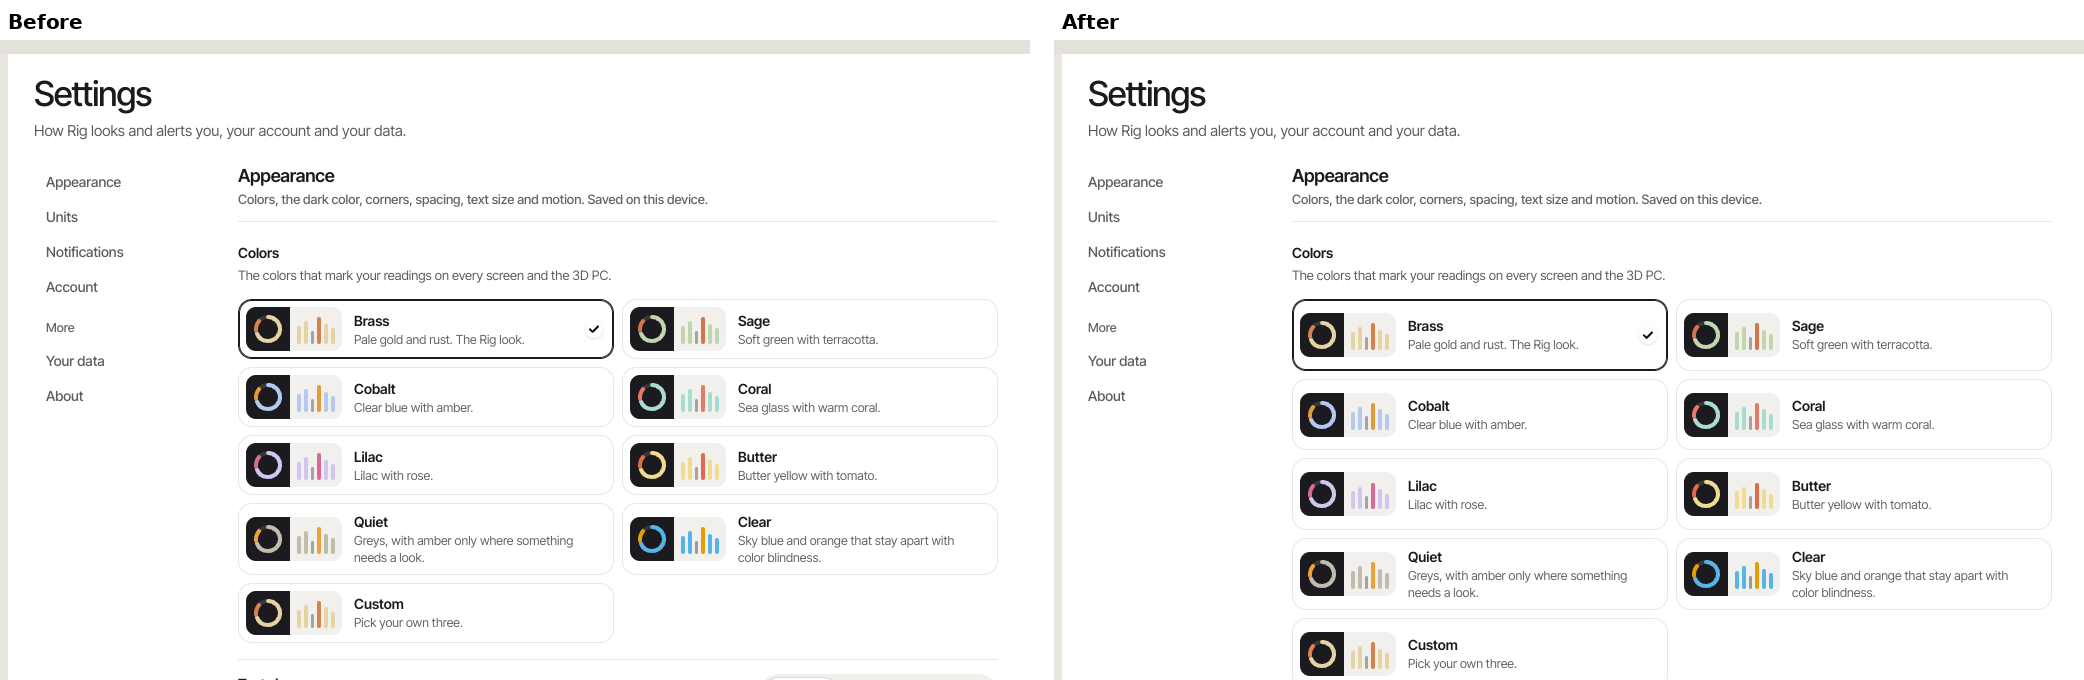 Before
Settings
How Rig looks and alerts you, your account and your data.
Appearance
Units
Notifications
Account
More
Your data
About
Appearance
Colors, the dark color, corners, spacing, text size and motion. Saved on this device.
Colors
The colors that mark your readings on every screen and the 3D PC.
Brass
Pale gold and rust. The Rig look.
Sage
Soft green with terracotta.
Cobalt
Clear blue with amber.
Coral
Sea glass with warm coral.
Lilac
Lilac with rose.
Butter
Butter yellow with tomato.
Quiet
Greys, with amber only where something
needs a look.
Clear
Sky blue and orange that stay apart with
color blindness.
Custom
Pick your own three.
After
Settings
How Rig looks and alerts you, your account and your data.
Appearance
Units
Notifications
Account
More
Your data
About
Appearance
Colors, the dark color, corners, spacing, text size and motion. Saved on this device.
Colors
The colors that mark your readings on every screen and the 3D PC.
Brass
Pale gold and rust. The Rig look.
Sage
Soft green with terracotta.
Cobalt
Clear blue with amber.
Coral
Sea glass with warm coral.
Lilac
Lilac with rose.
Butter
Butter yellow with tomato.
Quiet
Greys, with amber only where something
needs a look.
Clear
Sky blue and orange that stay apart with
color blindness.
Custom
Pick your own three.